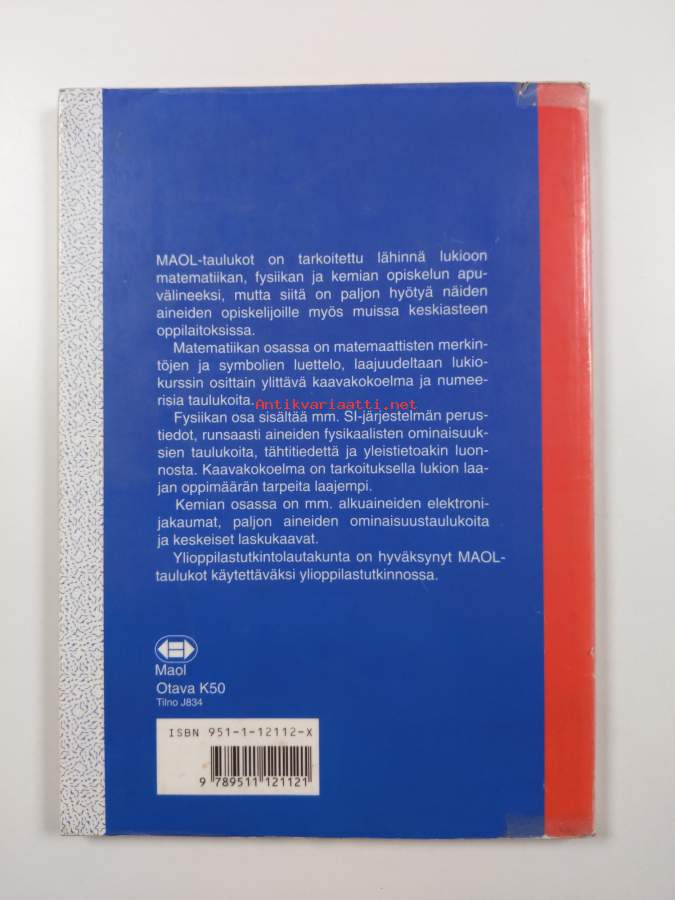 MAOL-taulukot on tarkoitettu lähinnä lukioon
matematiikan, fysiikan ja kemian opiskelun apu-
välineeksi, mutta siitä on paljon hyötyä näiden
aineiden opiskelijoille myös muissa keskiasteen
oppilaitoksissa.
Matematiikan osassa on matemaattisten merkin-
töjen ja symbolien luettelo, laajuudeltaan lukio-
kurssin osittain ylittävä kaavakokoelma ja numee-
risia taulukoita.
Antikvariaatti.net
Fysiikan osa sisältää mm. SI-järjestelmän perus-
tiedot, runsaasti aineiden fysikaalisten ominaisuuk-
sien taulukoita, tähtitiedettä ja yleistietoakin luon-
nosta. Kaavakokoelma on tarkoituksella lukion laa-
jan oppimäärän tarpeita laajempi.
Kemian osassa on mm. alkuaineiden elektroni-
jakaumat, paljon aineiden ominaisuustaulukoita
ja keskeiset laskukaavat.
Ylioppilastutkintolautakunta on hyväksynyt MAOL-
taulukot käytettäväksi ylioppilastutkinnossa.
Maol
Otava K50
Tilno J834
ISBN 951-1-12112-X
9 789511 121121